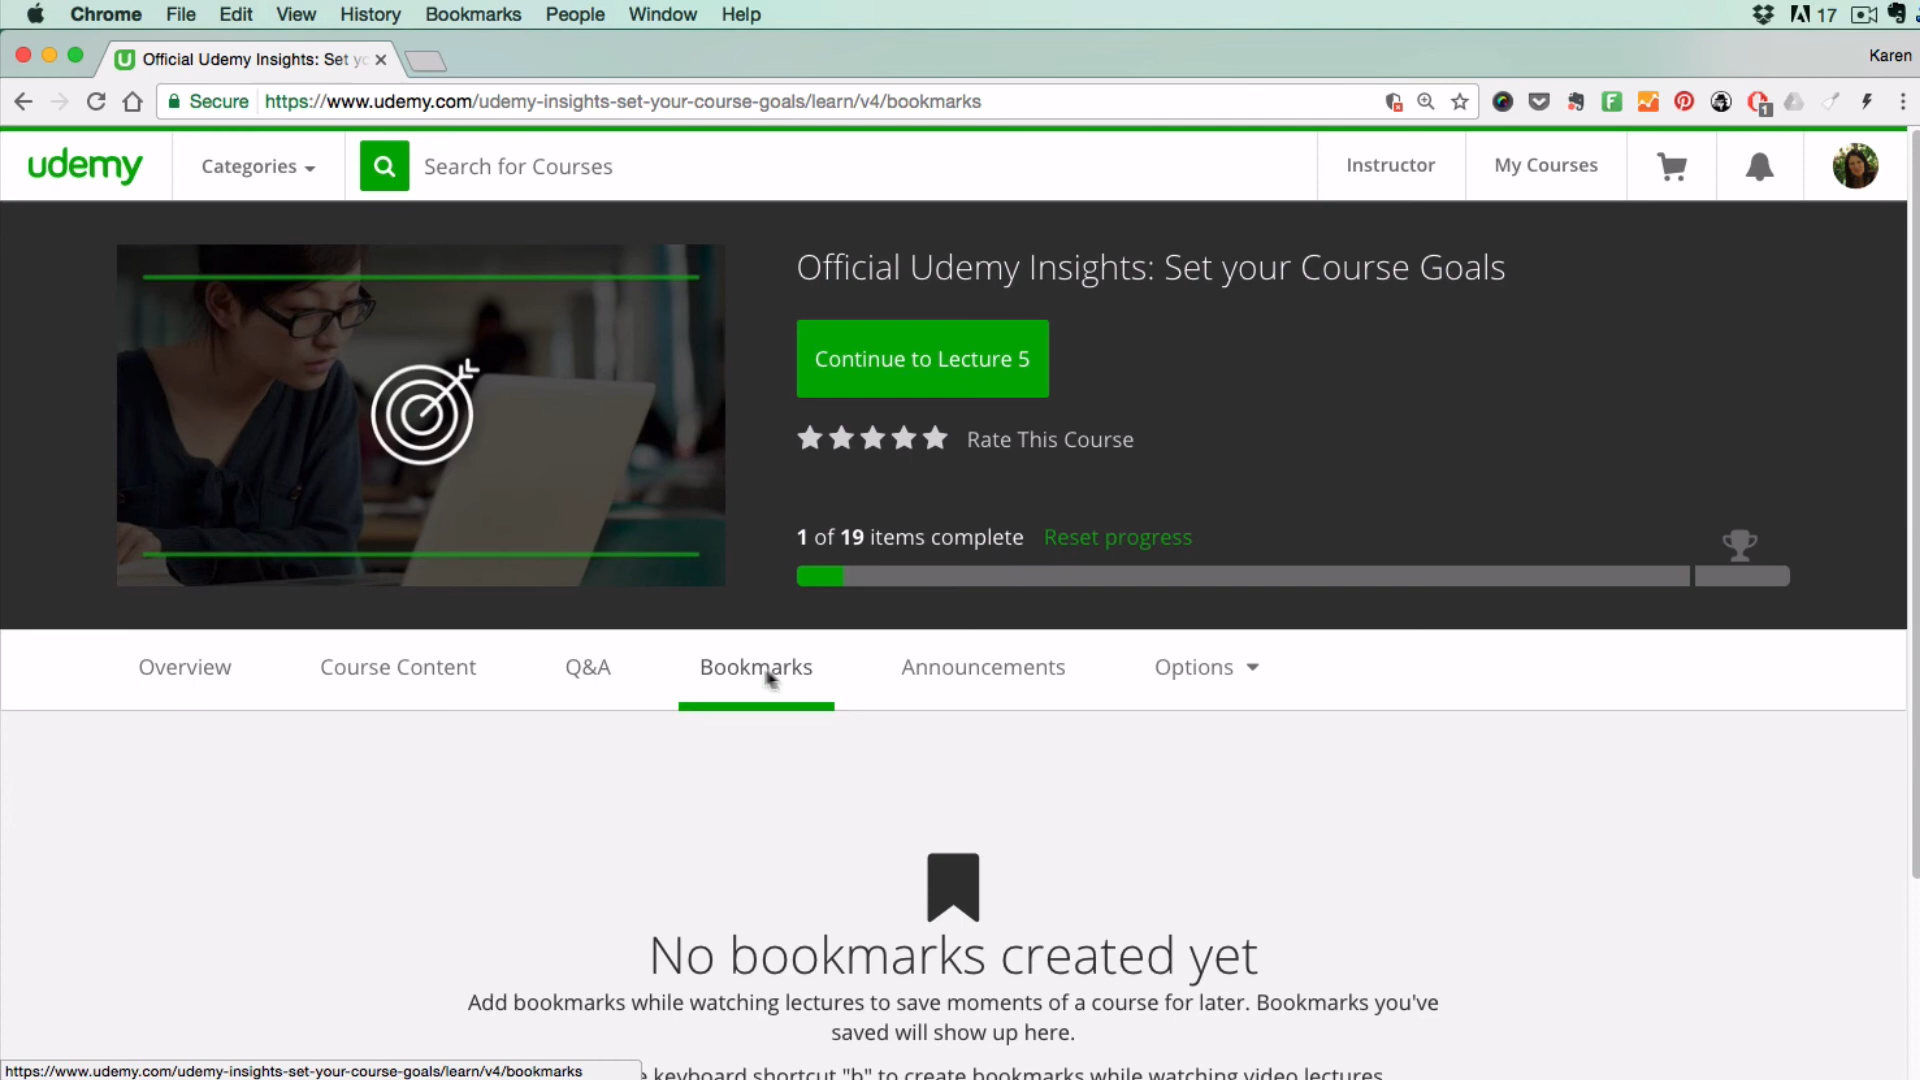 Chrome File Edit View History Bookmarks People Window Help 17
Official Udemy Insights: Set yo Karen
Secure https://www.udemy.com/udemy-insights-set-your-course-goals/learn/v4/bookmarks 1
udemy Categories Search for Courses Instructor My Courses
Official Udemy Insights: Set your Course Goals
Continue to Lecture 5
Rate This Course
1 of 19 items complete Reset progress
Overview Course Content Q&A Bookmarks Announcements Options
No bookmarks created yet
Add bookmarks while watching lectures to save moments of a course for later. Bookmarks you've
saved will show up here.
keyboard shortcut "b" to create bookmarks while watching video lectures
https://www.udemy.com/udemy-insights-set-your-course-goals/learn/v4/bookmarks